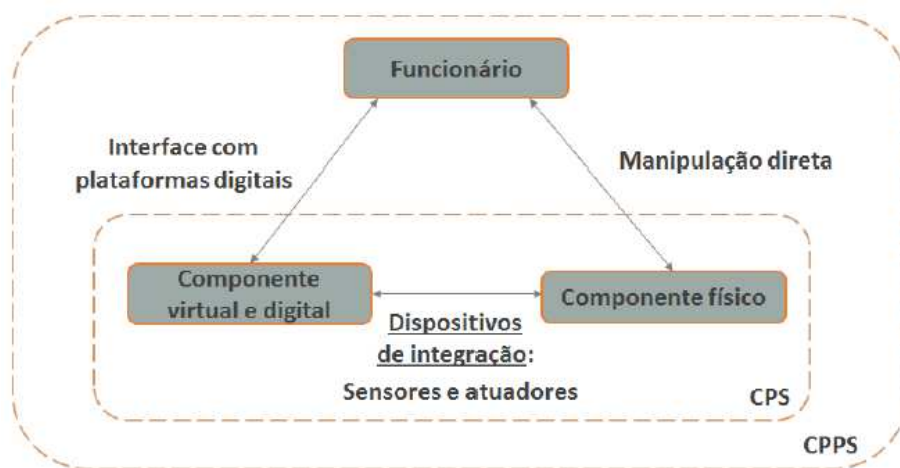 Funcionário
Interface com
plataformas digitais
Manipulação direta
Componente
virtual e digital
Componente físico
Dispositivos
de integração:
Sensores e atuadores
CPS
CPPS